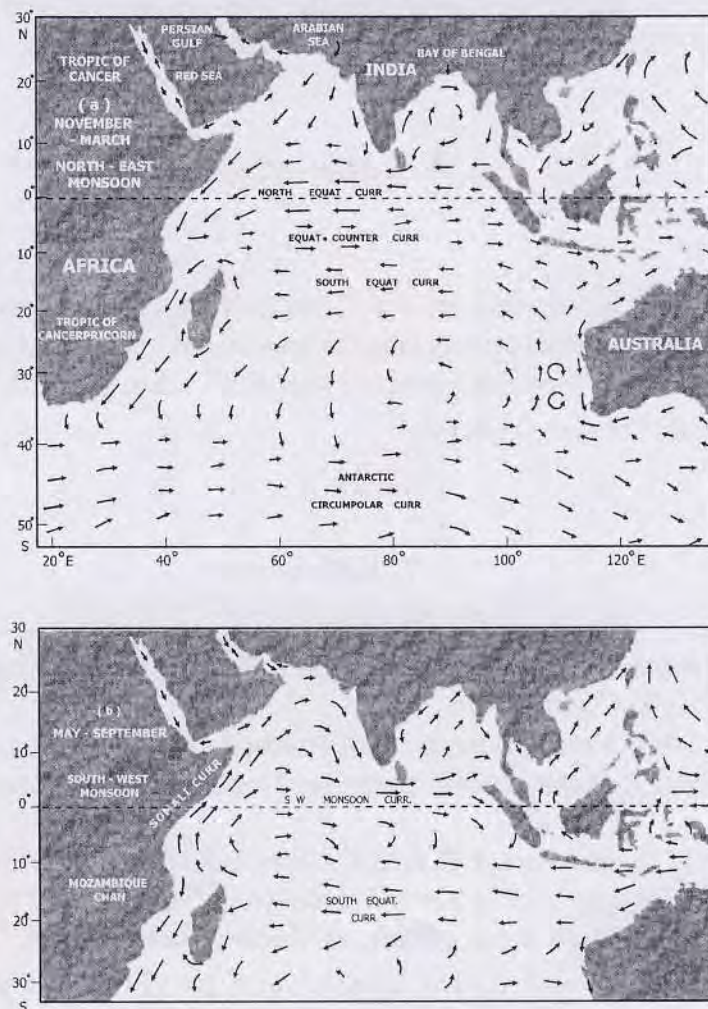 30°
N
20°
10°
0°
10°
20°
30°
40°
50°
S
PERSIAN
GULF
ARABIAN
SEA
BAY OF BENGAL
TROPIC OF
CANCER
RED SEA
INDIA
( a )
NOVEMBER
- MARCH
NORTH - EAST
MONSOON
NORTH EQUAT CURR
EQUAT. COUNTER CURR
AFRICA
SOUTH EQUAT CURR
TROPIC OF
CANCERPRICORN
AUSTRALIA
ANTARCTIC
CIRCUMPOLAR CURR
20°E
40°
60°
80°
100°
120°E
30
N
20
10°
0°
10°
20°
30°
S
( b )
MAY - SEPTEMBER
SOUTH - WEST
MONSOON
SOMALI CURR
S W MONSOON CURR.
MOZAMBIQUE
CHAN
SOUTH EQUAT.
CURR